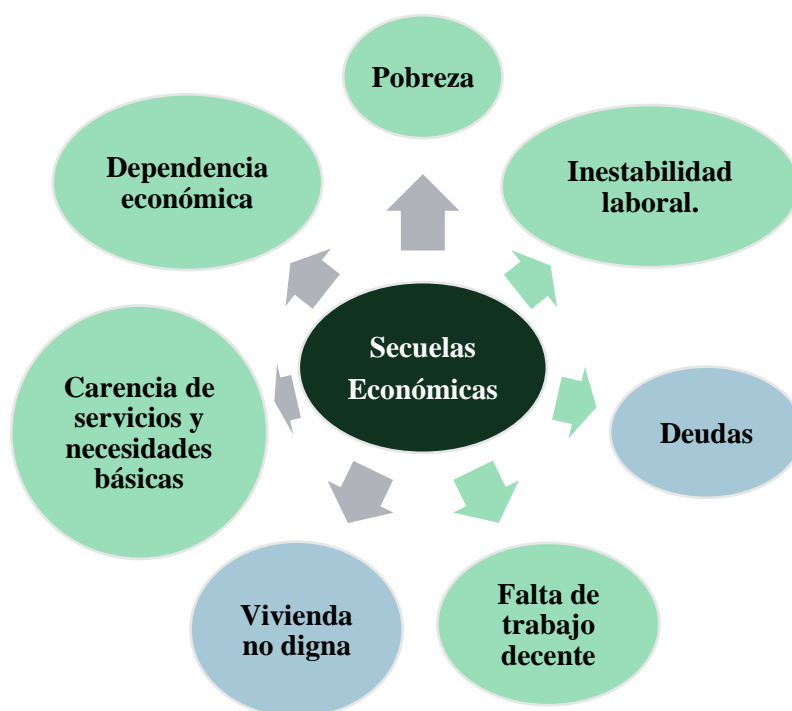 Pobreza
Dependencia
económica
Inestabilidad
laboral.
Secuelas
Económicas
Carencia de
servicios y
necesidades
básicas
Deudas
Vivienda
no digna
Falta de
trabajo
decente